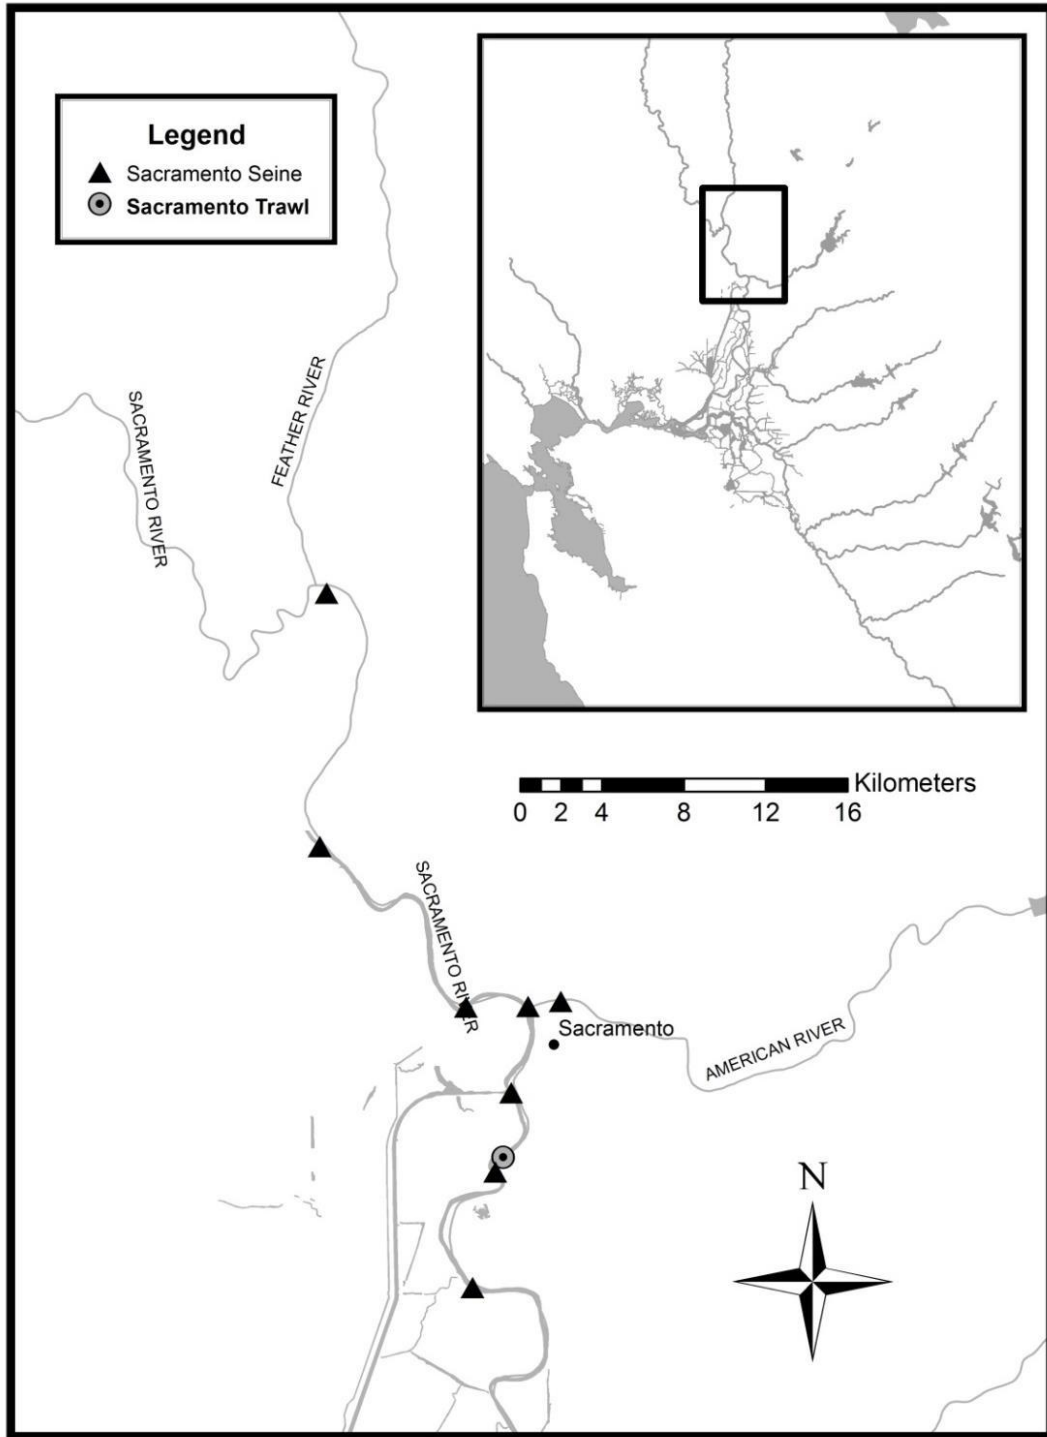 Legend
Sacramento Seine
Sacramento Trawl
FEATHER RIVER
SACRAMENTO RIVER
Kilometers
0 2 4 8 12 16
SACRAMENTO RIVER
Sacramento
AMERICAN RIVER
N